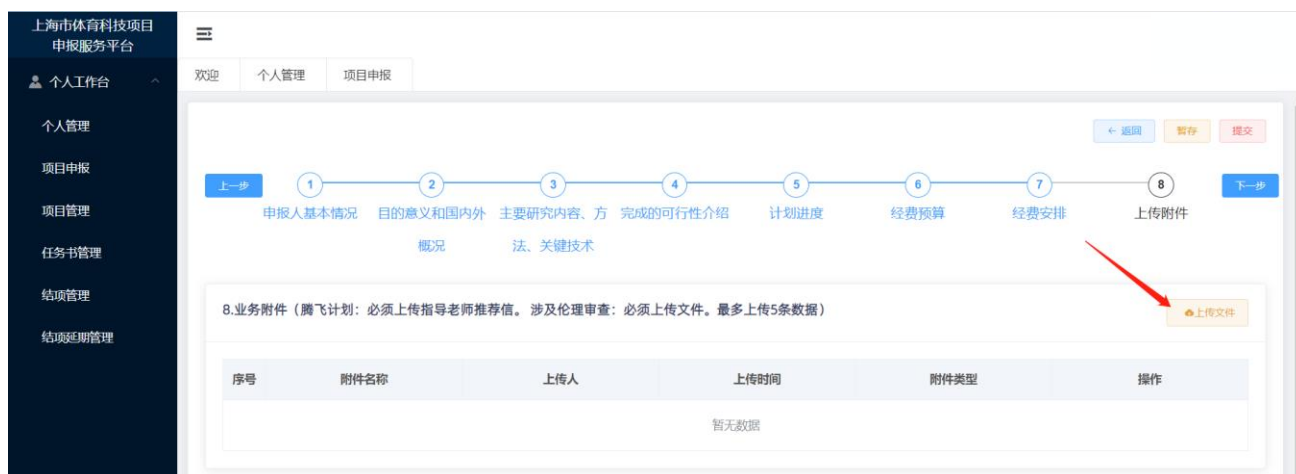 上海市体育科技项目
申报服务平台
个人工作台
个人管理
项目申报
项目管理
任务书管理
结项管理
结项延期管理
欢迎 个人管理 项目申报
← 返回 暂存 提交
上一步 1 2 3 4 5 6 7 8 下一步
申报人基本情况 目的意义和国内外 主要研究内容、方 完成的可行性介绍 计划进度 经费预算 经费安排 上传附件
概况 法、关键技术
8.业务附件（腾飞计划：必须上传指导老师推荐信。 涉及伦理审查：必须上传文件。最多上传5条数据）
上传文件
序号 附件名称 上传人 上传时间 附件类型 操作
暂无数据